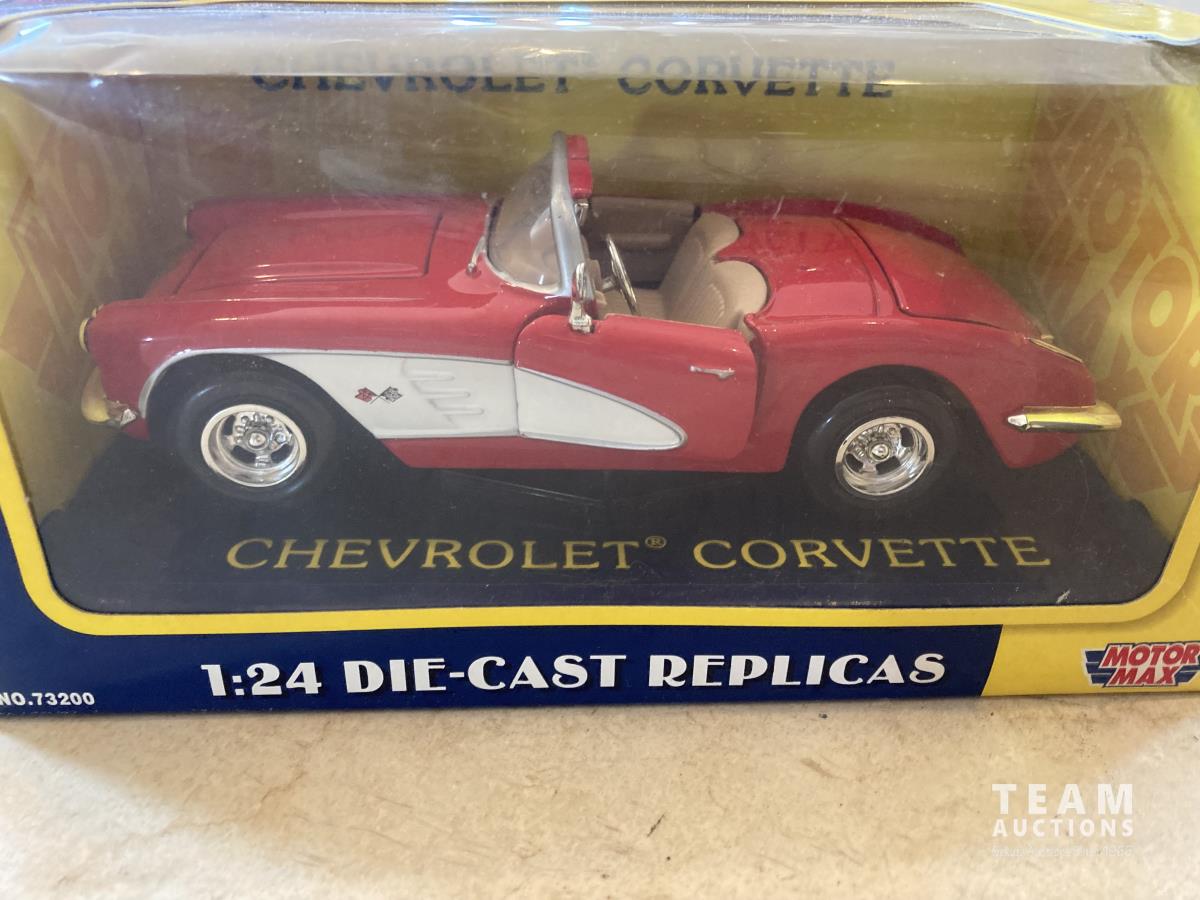 CHEVROLET® CORVETTE
CHEVROLET® CORVETTE
1:24 DIE-CAST REPLICAS
NO.73200
MOTOR
MAX
TEAM
AUCTIONS